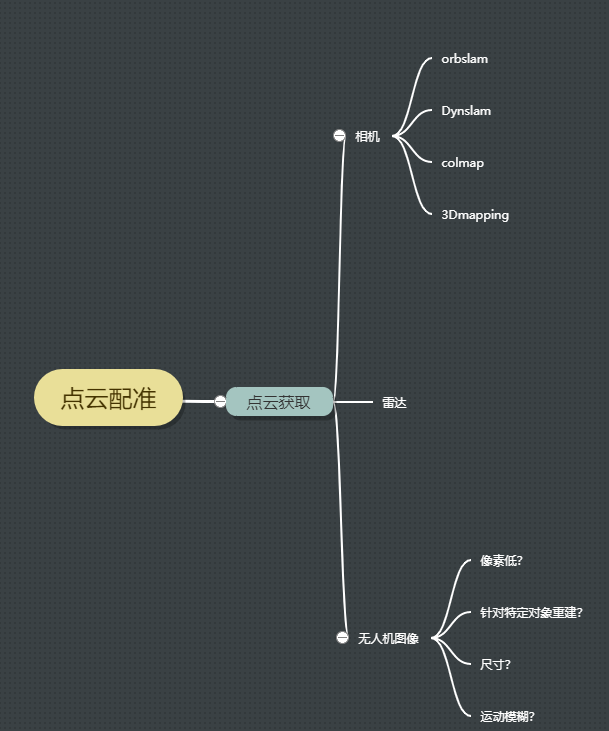 点云配准
点云获取
相机
orbslam
Dynslam
colmap
3Dmapping
雷达
无人机图像
像素低?
针对特定对象重建?
尺寸?
运动模糊?